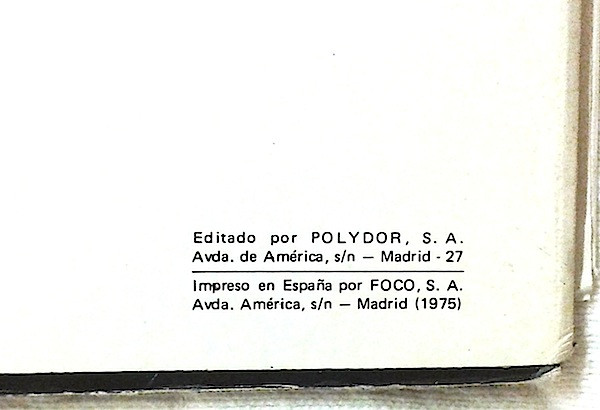 Editado por POLYDOR, S. A.
Avda. de América, s/n — Madrid - 27
Impreso en España por FOCO, S. A.
Avda. América, s/n — Madrid (1975)